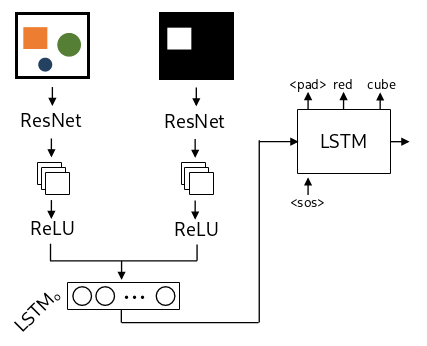 ResNet
ResNet
ReLU
ReLU
LSTMₒ
<pad> red cube
LSTM
<sos>